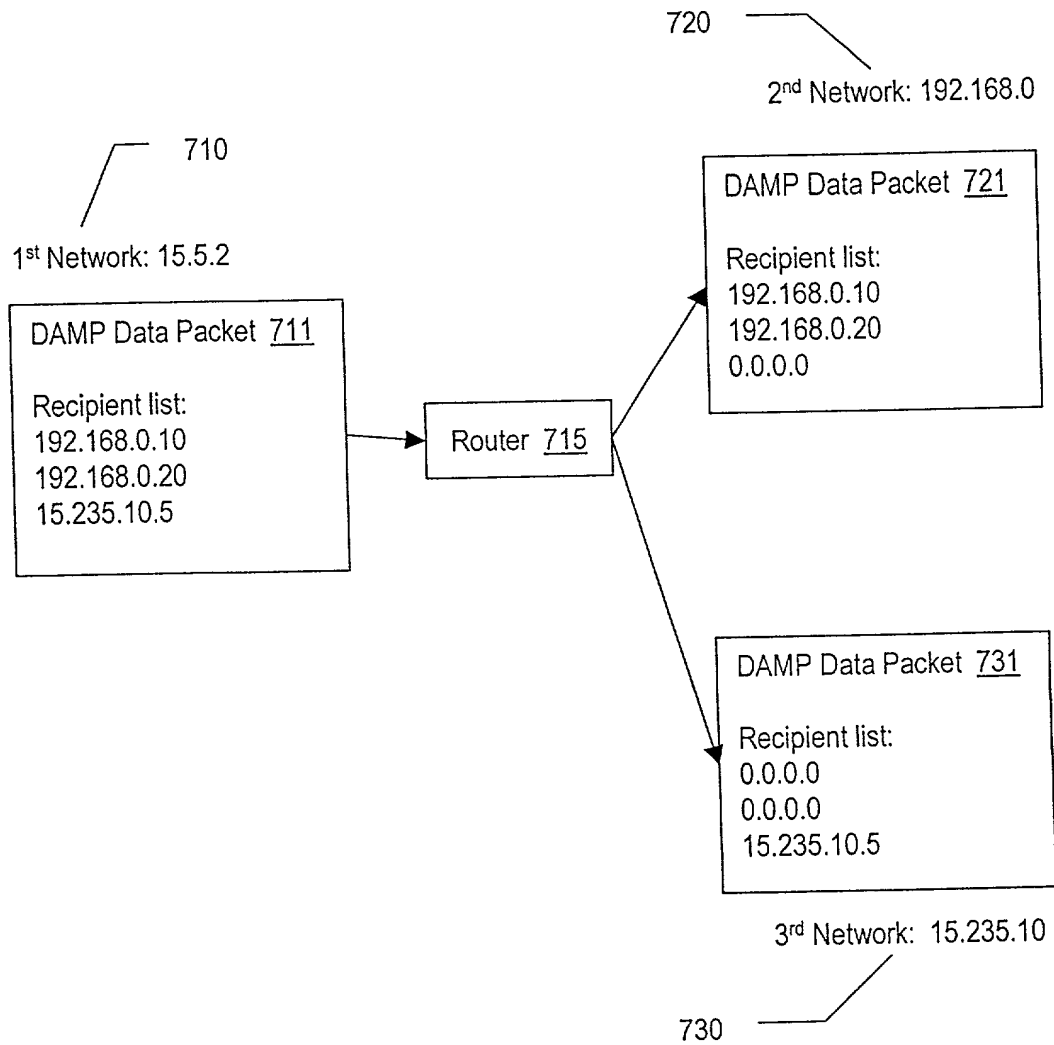 720
2nd Network: 192.168.0
710
1st Network: 15.5.2
DAMP Data Packet 721
Recipient list:
192.168.0.10
192.168.0.20
0.0.0.0
DAMP Data Packet 711
Recipient list:
192.168.0.10
192.168.0.20
15.235.10.5
Router 715
DAMP Data Packet 731
Recipient list:
0.0.0.0
0.0.0.0
15.235.10.5
3rd Network: 15.235.10
730